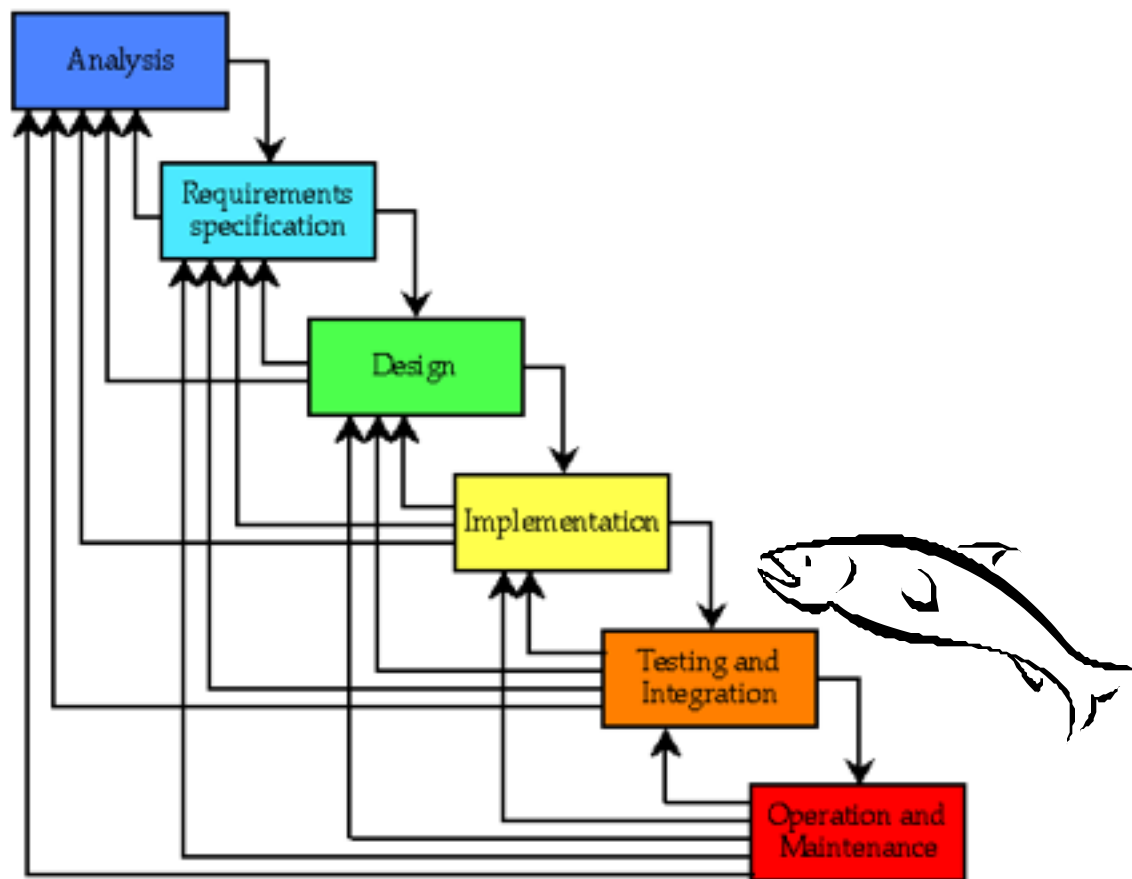 Analysis
Requirements
specification
Design
Implementation
Testing and
Integration
Operation and
Maintenance